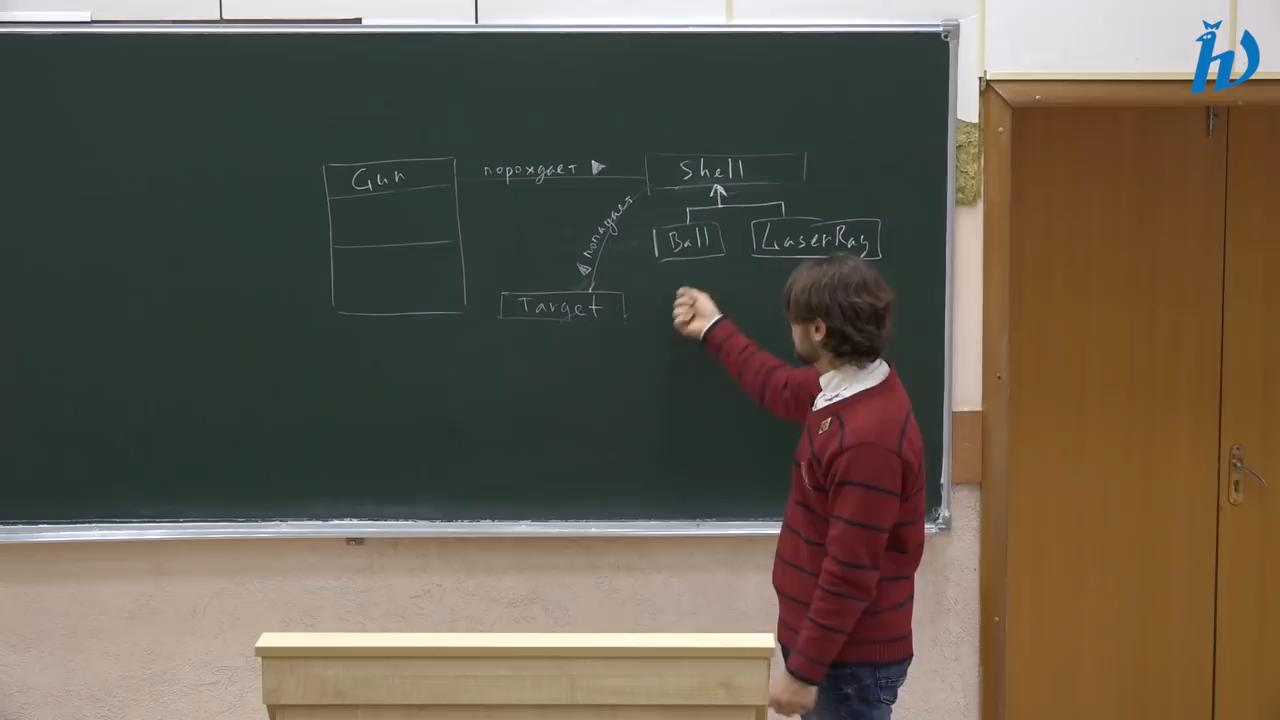 Gun
порождает
Shell
попадает
Ball
LaserRay
Target